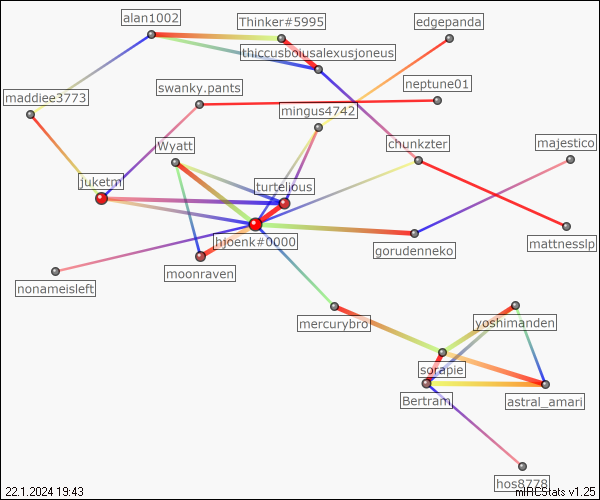 alan1002
Thinker#5995
edgepanda
thiccusboiusalexusjoneus
swanky.pants
neptune01
maddiee3773
mingus4742
Wyatt
chunkzter
majestico
juketm
turtelious
hjoenk#0000
gorudenneko
mattnesslp
moonraven
nonameisleft
mercurybro
yoshimanden
sorapie
Bertram
astral_amari
hos8778
22.1.2024 19:43
mIRCStats v1.25